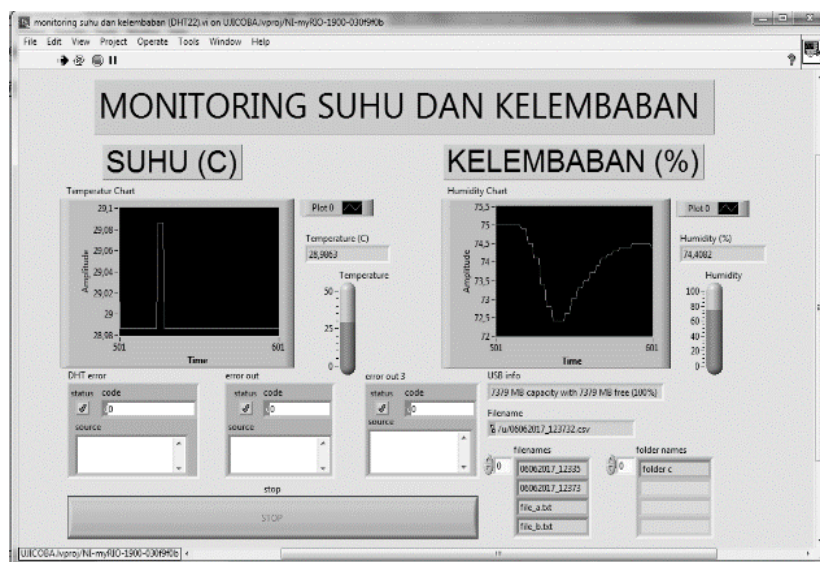 monitoring suhu dan kelembaban (DHT22).vi on UJICOBA.lvproj/NI-myRIO-1900-030f9f0b
File Edit View Project Operate Tools Window Help
MONITORING SUHU DAN KELEMBABAN
SUHU (C)
KELEMBABAN (%)
Temperatur Chart
Plot 0
29,1
29,08
29,06
29,04
29,02
29
28,98
Amplitude
501
601
Time
Temperature (C)
28,9863
Temperature
50
25
0
Humidity Chart
Plot 0
75,5
75
74,5
74
73,5
73
72,5
72
Amplitude
501
601
Time
Humidity (%)
74,4082
Humidity
100
80
60
40
20
0
DHT error
status code
0
source
error out
status code
0
source
error out 3
status code
0
source
USB info
7379 MB capacity with 7379 MB free (100%)
Filename
/u/06062017_123732.csv
filenames
0
06062017_12335
06062017_12373
file_a.txt
file_b.txt
folder names
0
folder c
stop
STOP
UJICOBA.lvproj/NI-myRIO-1900-030f9f0b